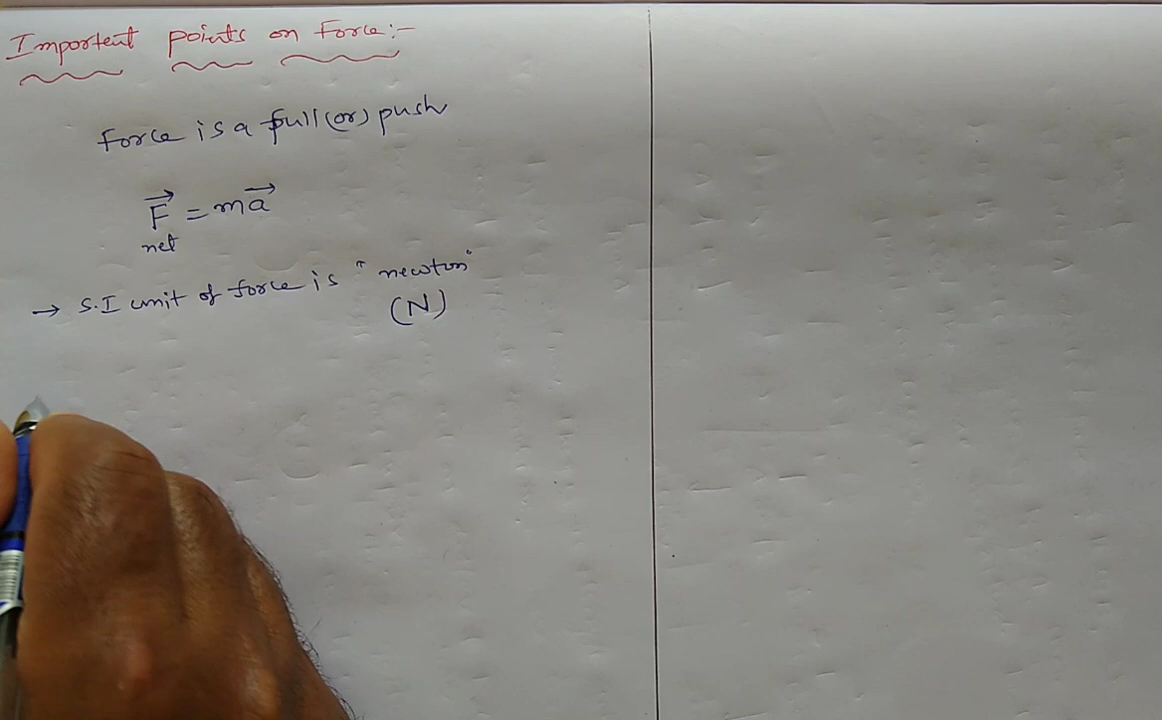 Importent points on Force:-
Force is a pull (or) push
F = ma
net
→ S.I unit of force is "newton"
(N)